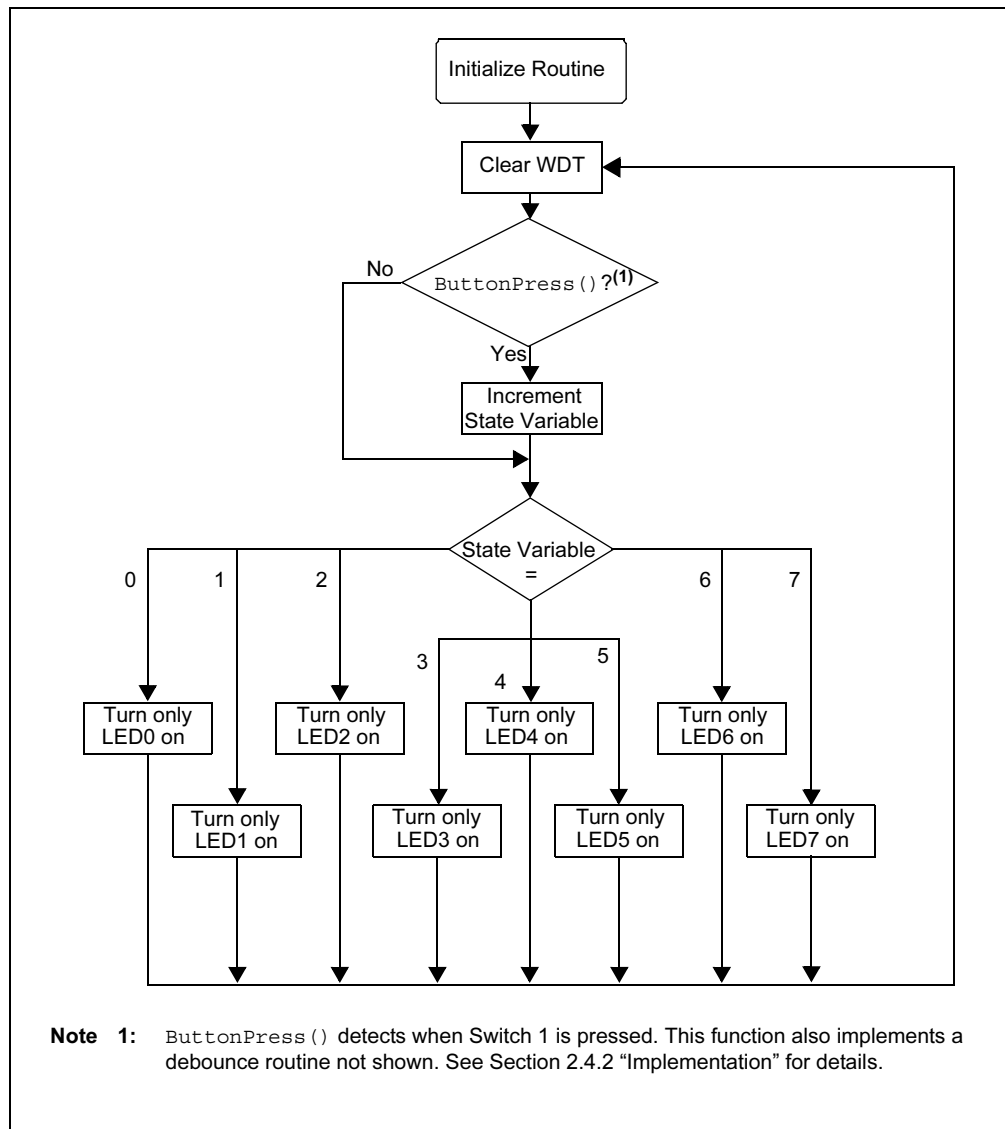 Initialize Routine
Clear WDT
No
ButtonPress()?(1)
Yes
Increment
State Variable
State Variable
=
0
1
2
3
4
5
6
7
Turn only
LED0 on
Turn only
LED2 on
Turn only
LED4 on
Turn only
LED6 on
Turn only
LED1 on
Turn only
LED3 on
Turn only
LED5 on
Turn only
LED7 on
Note 1: ButtonPress() detects when Switch 1 is pressed. This function also implements a
debounce routine not shown. See Section 2.4.2 “Implementation” for details.